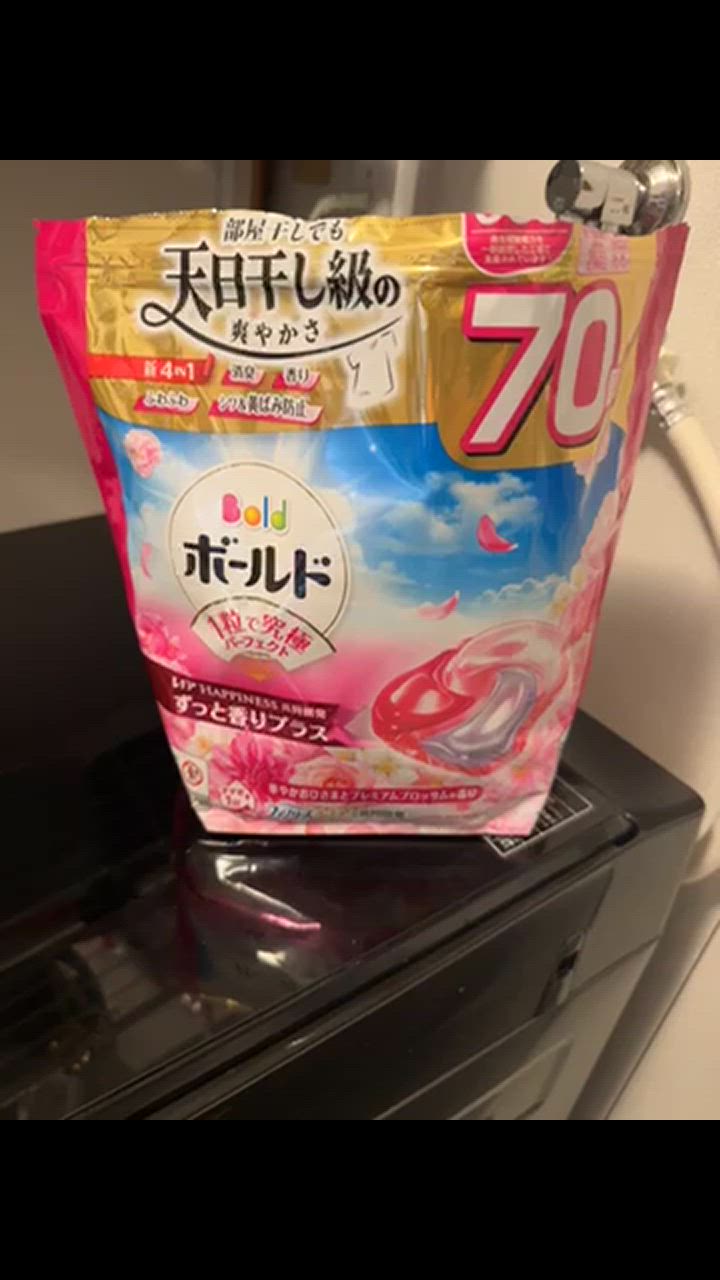 部屋干しでも
天日干し級の
爽やかさ
70
新4IN1
消臭
香り
ふわふわ
シワ&黄ばみ防止
Bold
ボールド
1粒で究極
パーフェクト
HAPPINESS 共同開発
ずっと香りプラス
華やかおひさまとプレミアムブロッサムの香り